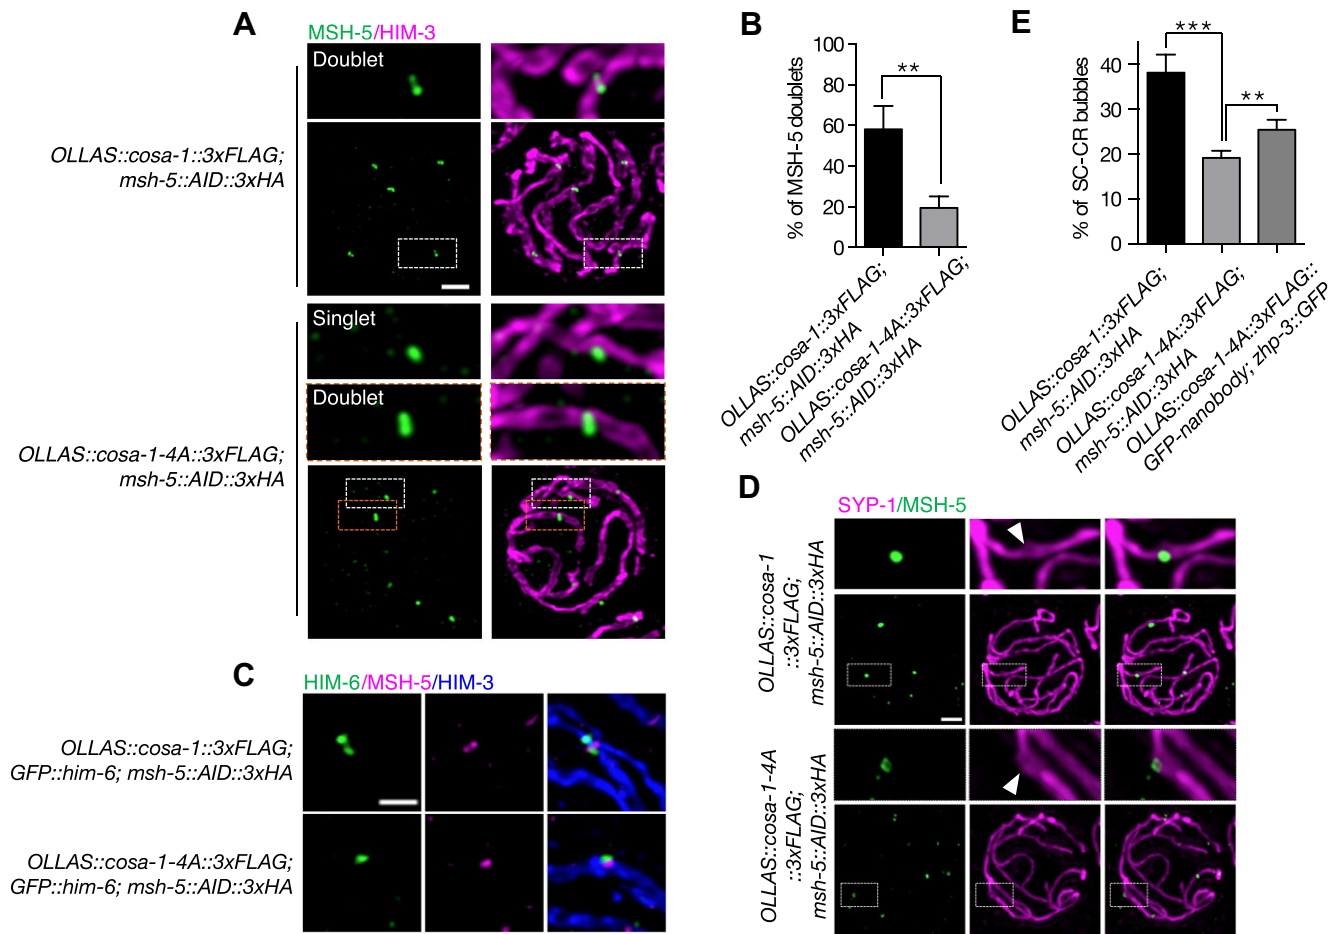 A
MSH-5/HIM-3
Doublet
OLLAS::cosa-1::3xFLAG;
msh-5::AID::3xHA
Singlet
Doublet
OLLAS::cosa-1-4A::3xFLAG;
msh-5::AID::3xHA
B
% of MSH-5 doublets
100
80
60
40
20
0
**
OLLAS::cosa-1::3xFLAG;
msh-5::AID::3xHA
OLLAS::cosa-1-4A::3xFLAG;
msh-5::AID::3xHA
E
% of SC-CR bubbles
40
30
20
10
0
***
**
OLLAS::cosa-1::3xFLAG;
msh-5::AID::3xHA
OLLAS::cosa-1-4A::3xFLAG;
msh-5::AID::3xHA
OLLAS::cosa-1-4A::3xFLAG::
GFP-nanobody; zhp-3::GFP
C
HIM-6/MSH-5/HIM-3
OLLAS::cosa-1::3xFLAG;
GFP::him-6; msh-5::AID::3xHA
OLLAS::cosa-1-4A::3xFLAG;
GFP::him-6; msh-5::AID::3xHA
D
SYP-1/MSH-5
OLLAS::cosa-1
::3xFLAG;
msh-5::AID::3xHA
OLLAS::cosa-1-4A
::3xFLAG;
msh-5::AID::3xHA